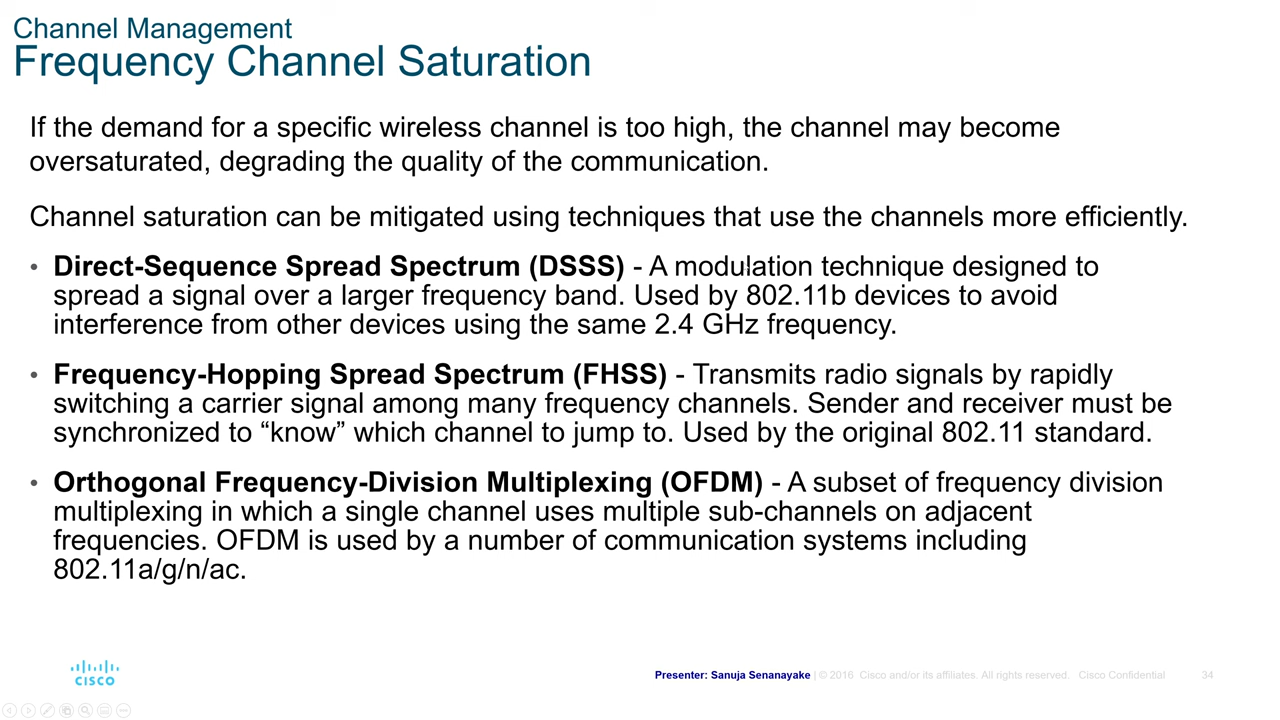 Channel Management
Frequency Channel Saturation
If the demand for a specific wireless channel is too high, the channel may become
oversaturated, degrading the quality of the communication.
Channel saturation can be mitigated using techniques that use the channels more efficiently.
• Direct-Sequence Spread Spectrum (DSSS) - A modulation technique designed to
spread a signal over a larger frequency band. Used by 802.11b devices to avoid
interference from other devices using the same 2.4 GHz frequency.
• Frequency-Hopping Spread Spectrum (FHSS) - Transmits radio signals by rapidly
switching a carrier signal among many frequency channels. Sender and receiver must be
synchronized to “know” which channel to jump to. Used by the original 802.11 standard.
• Orthogonal Frequency-Division Multiplexing (OFDM) - A subset of frequency division
multiplexing in which a single channel uses multiple sub-channels on adjacent
frequencies. OFDM is used by a number of communication systems including
802.11a/g/n/ac.
CISCO
Presenter: Sanuja Senanayake | © 2016 Cisco and/or its affiliates. All rights reserved. Cisco Confidential 34